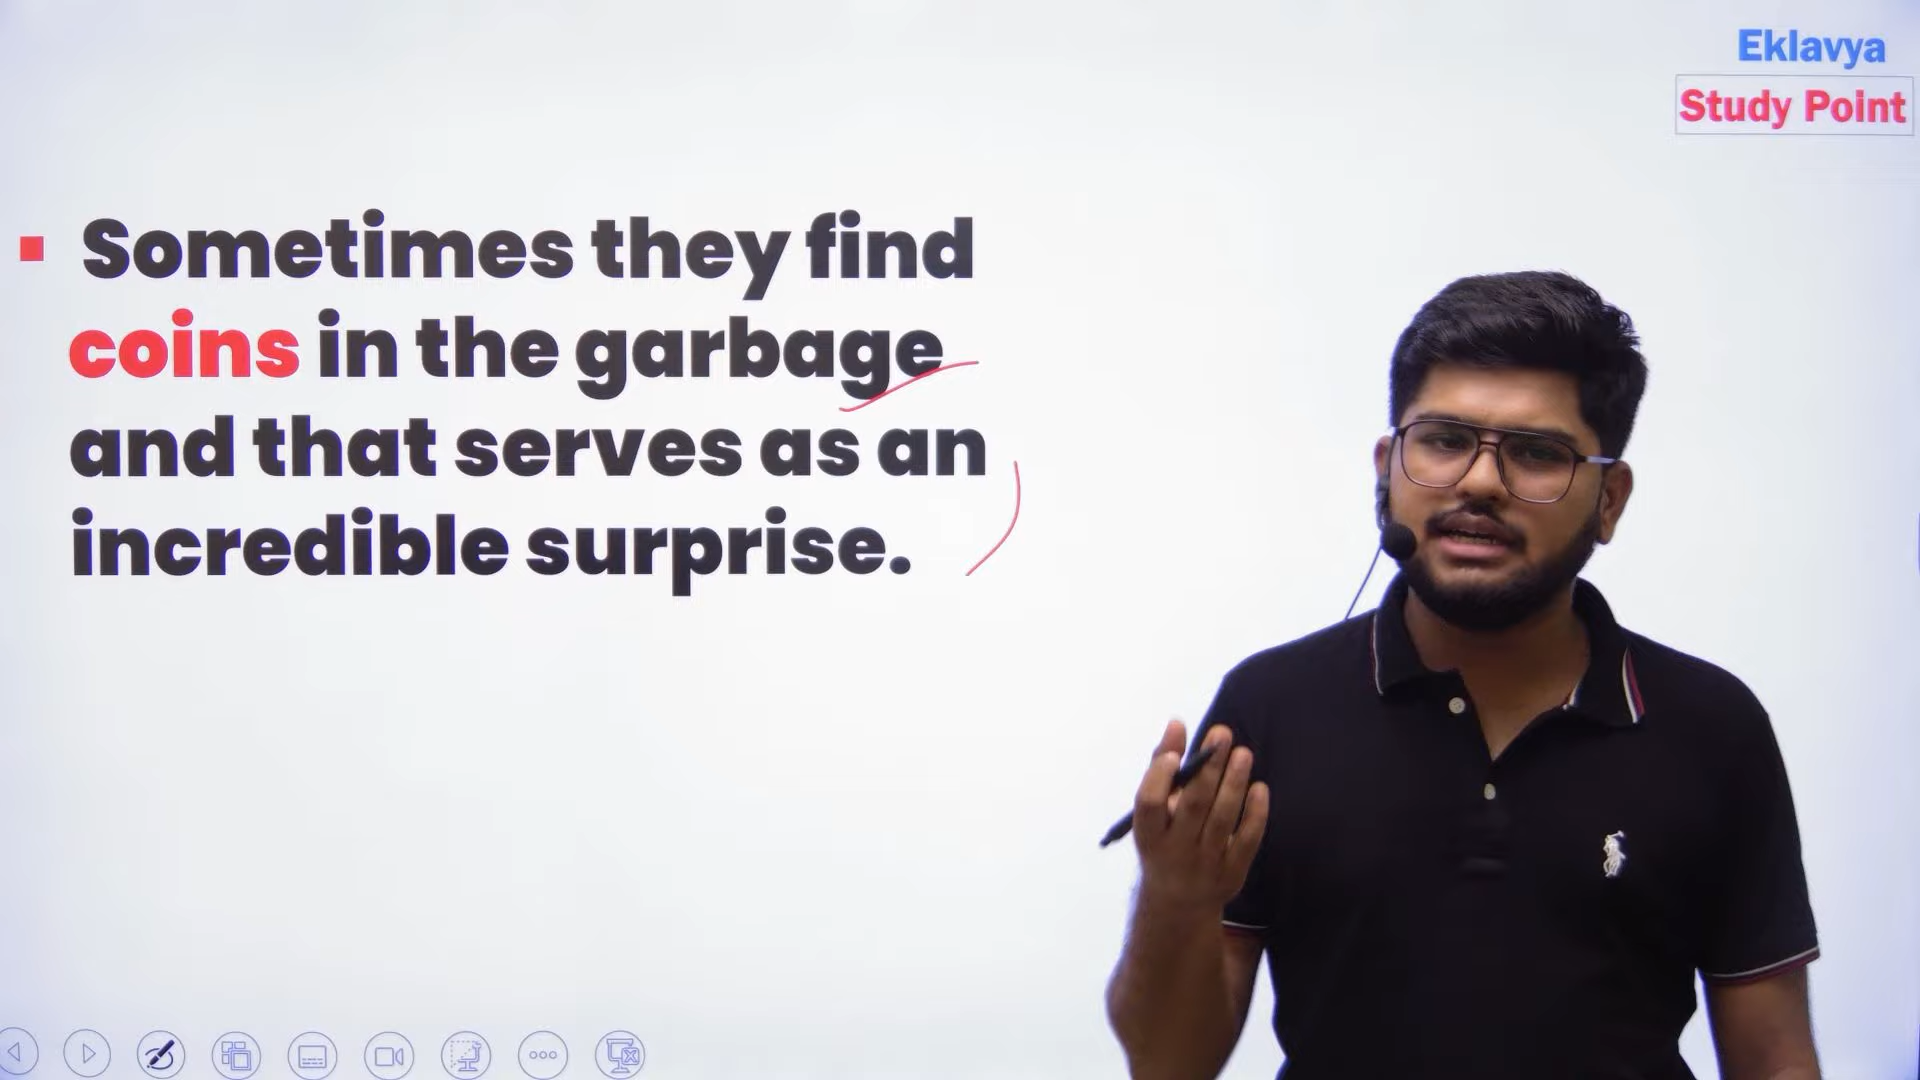 Eklavya
Study Point
Sometimes they find
coins in the garbage
and that serves as an
incredible surprise.